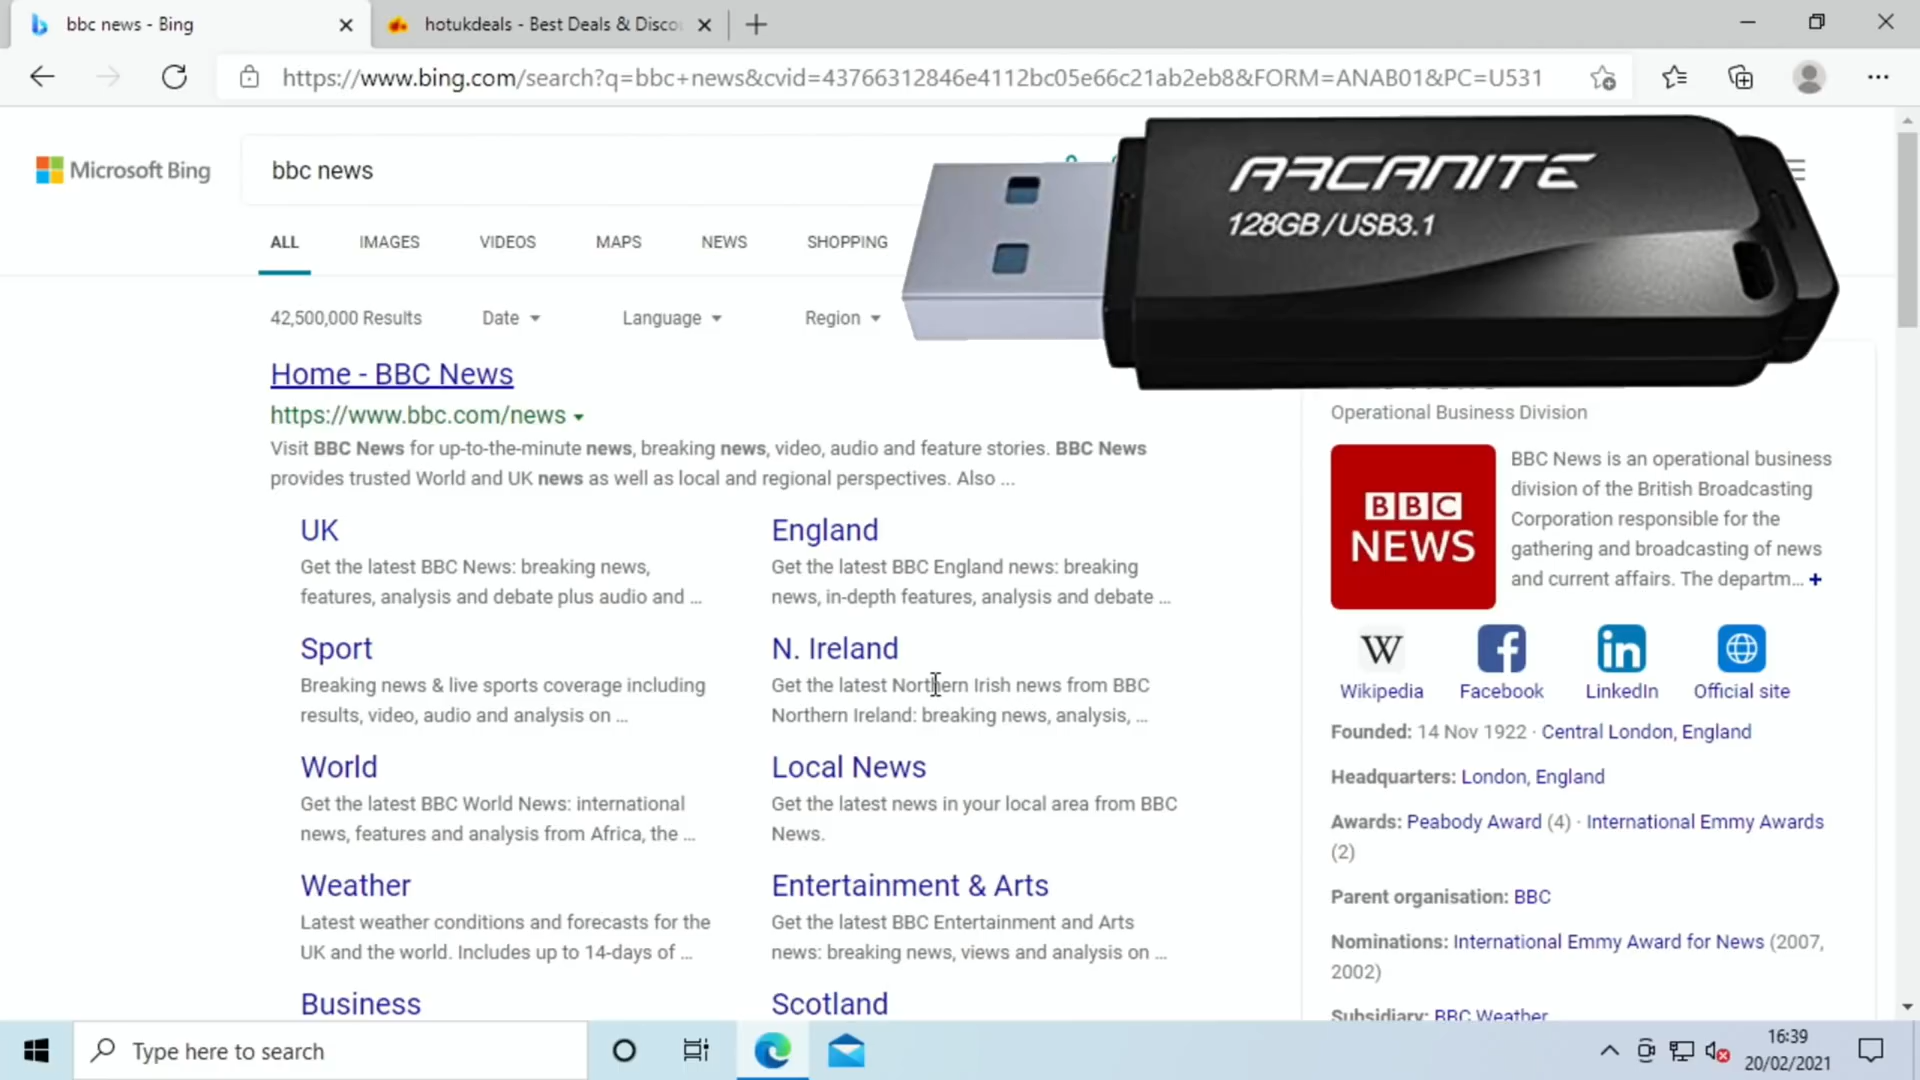 bbc news - Bing
hotukdeals - Best Deals & Disco
https://www.bing.com/search?q=bbc+news&cvid=43766312846e4112bc05e66c21ab2eb8&FORM=ANAB01&PC=U531
Microsoft Bing
bbc news
ARCANITE
128GB/USB3.1
ALL
IMAGES
VIDEOS
MAPS
NEWS
SHOPPING
42,500,000 Results
Date
Language
Region
Home - BBC News
https://www.bbc.com/news
Visit BBC News for up-to-the-minute news, breaking news, video, audio and feature stories. BBC News
provides trusted World and UK news as well as local and regional perspectives. Also ...
UK
Get the latest BBC News: breaking news,
features, analysis and debate plus audio and ...
England
Get the latest BBC England news: breaking
news, in-depth features, analysis and debate ...
Sport
Breaking news & live sports coverage including
results, video, audio and analysis on ...
N. Ireland
Get the latest Northern Irish news from BBC
Northern Ireland: breaking news, analysis, ...
World
Get the latest BBC World News: international
news, features and analysis from Africa, the ...
Local News
Get the latest news in your local area from BBC
News.
Weather
Latest weather conditions and forecasts for the
UK and the world. Includes up to 14-days of ...
Entertainment & Arts
Get the latest BBC Entertainment and Arts
news: breaking news, views and analysis on ...
Business
Scotland
Operational Business Division
BBC
NEWS
BBC News is an operational business
division of the British Broadcasting
Corporation responsible for the
gathering and broadcasting of news
and current affairs. The departm... +
W
Wikipedia
Facebook
in
LinkedIn
Official site
Founded: 14 Nov 1922 · Central London, England
Headquarters: London, England
Awards: Peabody Award (4) · International Emmy Awards
(2)
Parent organisation: BBC
Nominations: International Emmy Award for News (2007,
2002)
Subsidiary: BBC Weather
Type here to search
16:39
20/02/2021